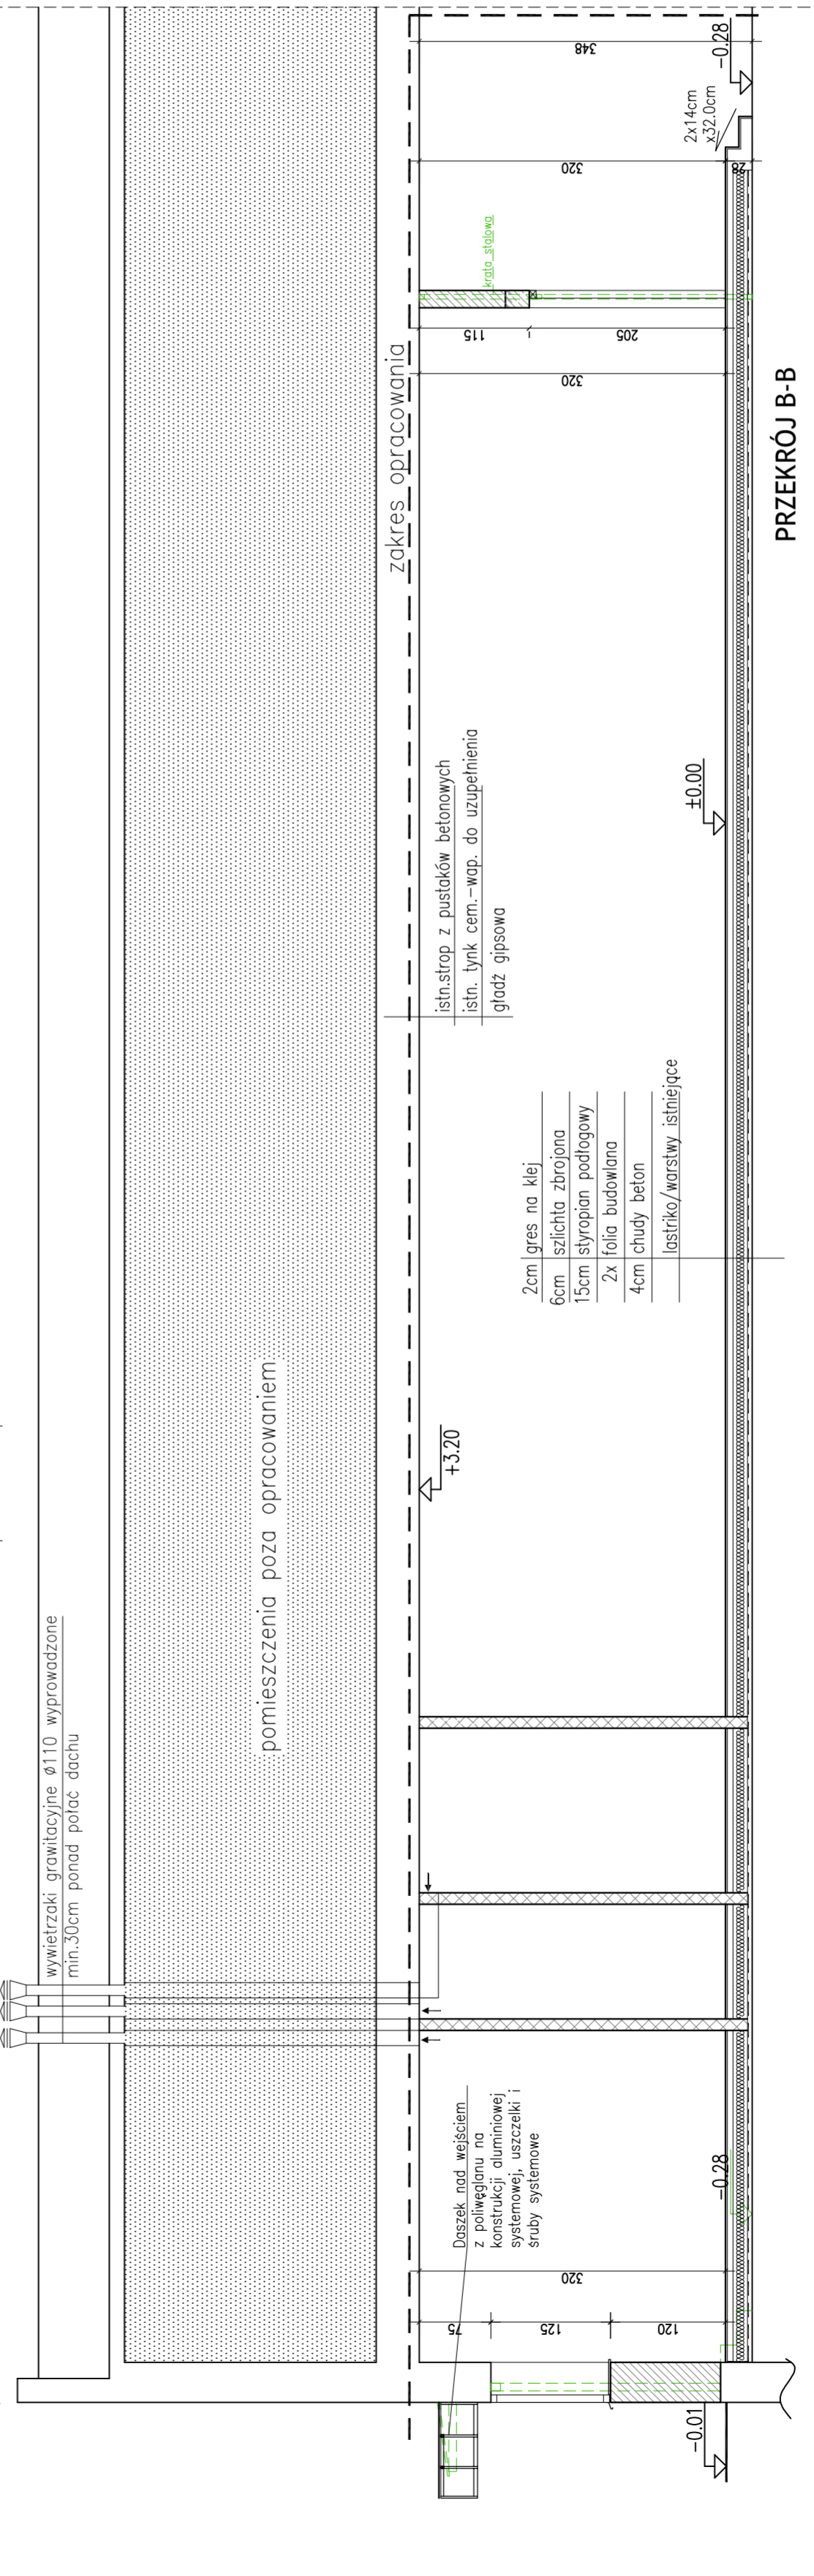 wywietrzaki grawitacyjne ø110 wyprowadzone
min.30cm ponad połać dachu
pomieszczenia poza opracowaniem
zakres opracowania
Daszek nad wejściem
z poliwęglanu na
konstrukcji aluminiowej
systemowej, uszczelki i
śruby systemowe
+3.20
istn.strop z pustaków betonowych
istn. tynk cem.-wap. do uzupełnienia
gładź gipsowa
2cm gres na klej
6cm szlichta zbrojona
15cm styropian podłogowy
2x folia budowlana
4cm chudy beton
lastriko/warstwy istniejące
krata stalowa
75
125
120
320
115
205
320
320
28
348
2x14cm
x32.0cm
-0.01
-0.28
±0.00
-0.28
PRZEKRÓJ B-B